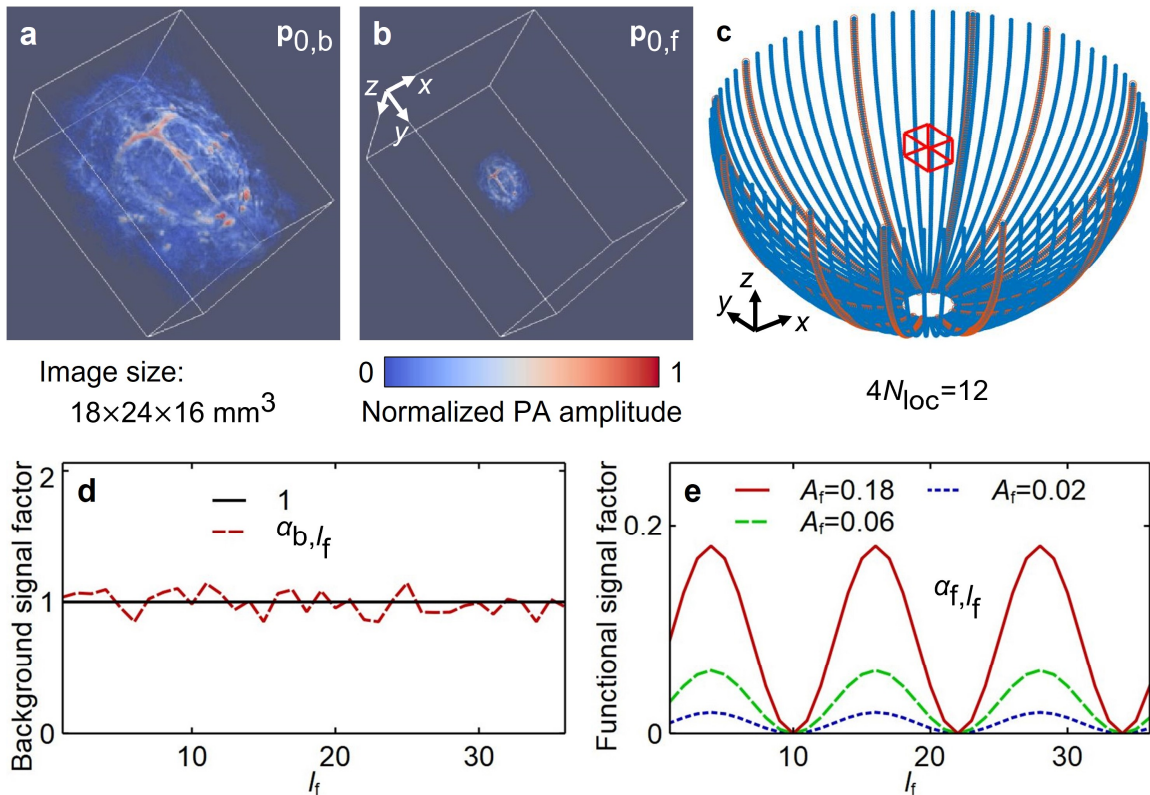 a
p0,b
b
p0,f
z
x
y
c
z
y
x
Image size:
18×24×16 mm³
0
1
Normalized PA amplitude
4Nloc=12
d
Background signal factor
2
1
0
1
αb,lf
10
20
30
lf
e
Functional signal factor
0.2
0
Af=0.18
Af=0.02
Af=0.06
αf,lf
10
20
30
lf